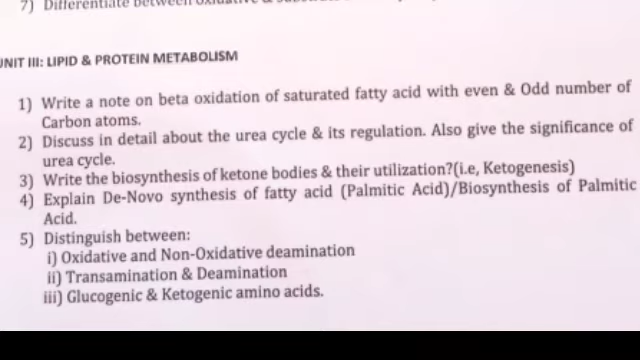 7) Differentiate between oxidative &
UNIT III: LIPID & PROTEIN METABOLISM
1) Write a note on beta oxidation of saturated fatty acid with even & Odd number of
Carbon atoms.
2) Discuss in detail about the urea cycle & its regulation. Also give the significance of
urea cycle.
3) Write the biosynthesis of ketone bodies & their utilization?(i.e, Ketogenesis)
4) Explain De-Novo synthesis of fatty acid (Palmitic Acid)/Biosynthesis of Palmitic
Acid.
5) Distinguish between:
i) Oxidative and Non-Oxidative deamination
ii) Transamination & Deamination
iii) Glucogenic & Ketogenic amino acids.